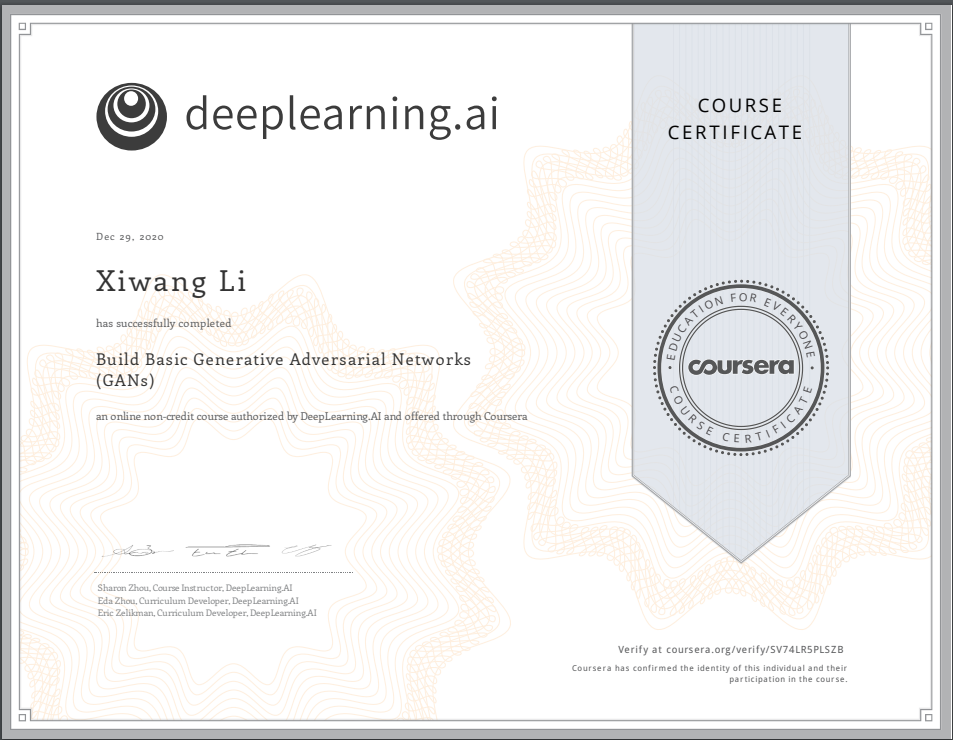 deeplearning.ai
COURSE
CERTIFICATE
Dec 29, 2020
Xiwang Li
has successfully completed
Build Basic Generative Adversarial Networks
(GANs)
an online non-credit course authorized by DeepLearning.AI and offered through Coursera
EDUCATION FOR EVERYONE
coursera
COURSE CERTIFICATE
Sharon Zhou, Course Instructor, DeepLearning.AI
Eda Zhou, Curriculum Developer, DeepLearning.AI
Eric Zelikman, Curriculum Developer, DeepLearning.AI
Verify at coursera.org/verify/SV74LR5PLSZB
Coursera has confirmed the identity of this individual and their
participation in the course.